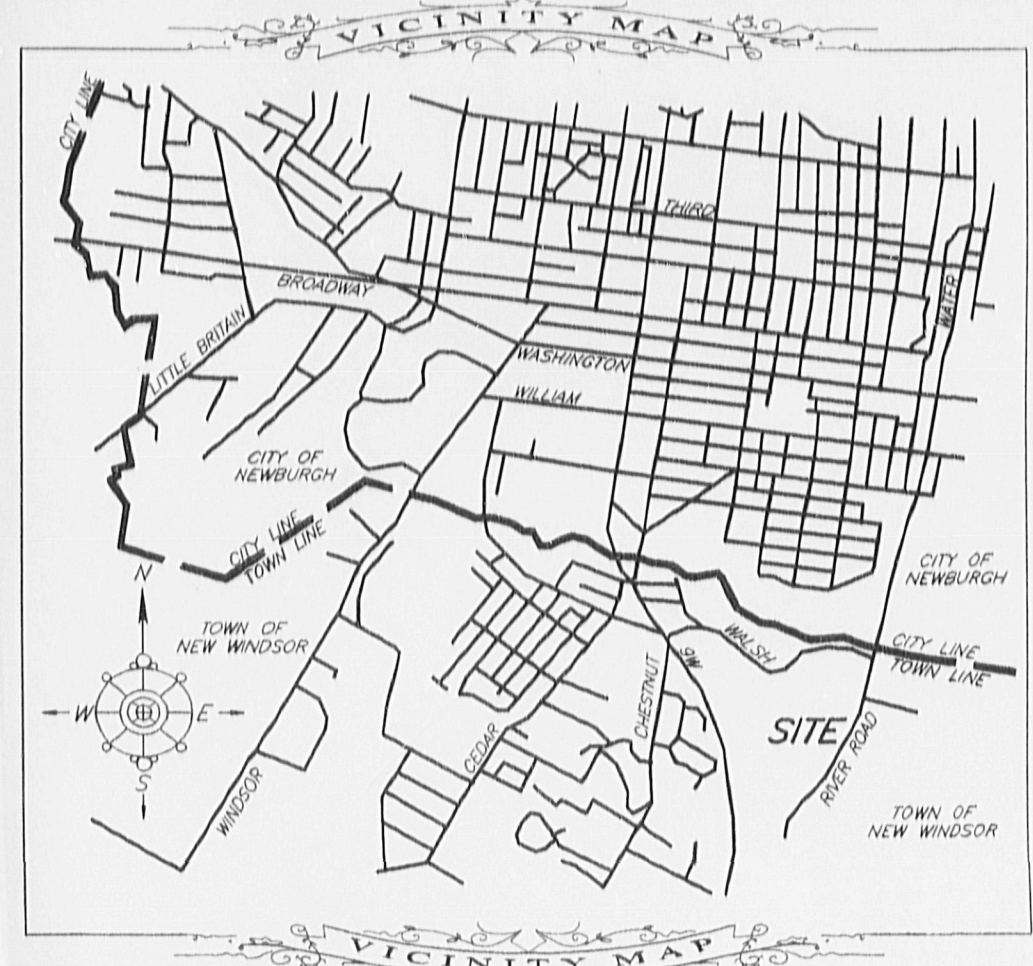 VICINITY MAP
CITY LINE
THIRD
BROADWAY
WATER
LITTLE BRITAIN
WASHINGTON
WILLIAM
CITY OF
NEWBURGH
CITY LINE
TOWN LINE
CITY OF
NEWBURGH
N
TOWN OF
NEW WINDSOR
WALSH
CITY LINE
TOWN LINE
9W
CHESTNUT
W
E
SITE
CEDAR
RIVER ROAD
S
WINDSOR
TOWN OF
NEW WINDSOR
VICINITY MAP